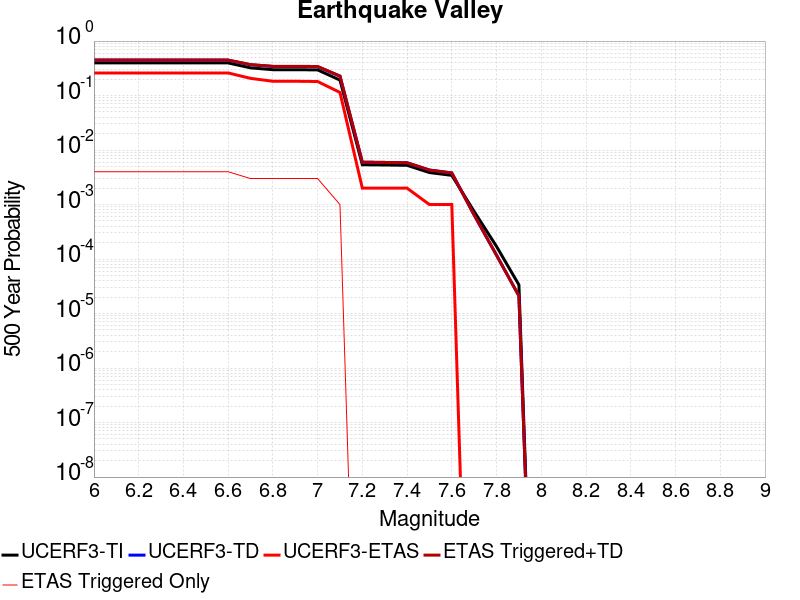 Earthquake Valley
10^0
10^-1
10^-2
10^-3
10^-4
10^-5
10^-6
10^-7
10^-8
500 Year Probability
6 6.2 6.4 6.6 6.8 7 7.2 7.4 7.6 7.8 8 8.2 8.4 8.6 8.8 9
Magnitude
UCERF3-TI UCERF3-TD UCERF3-ETAS ETAS Triggered+TD
ETAS Triggered Only